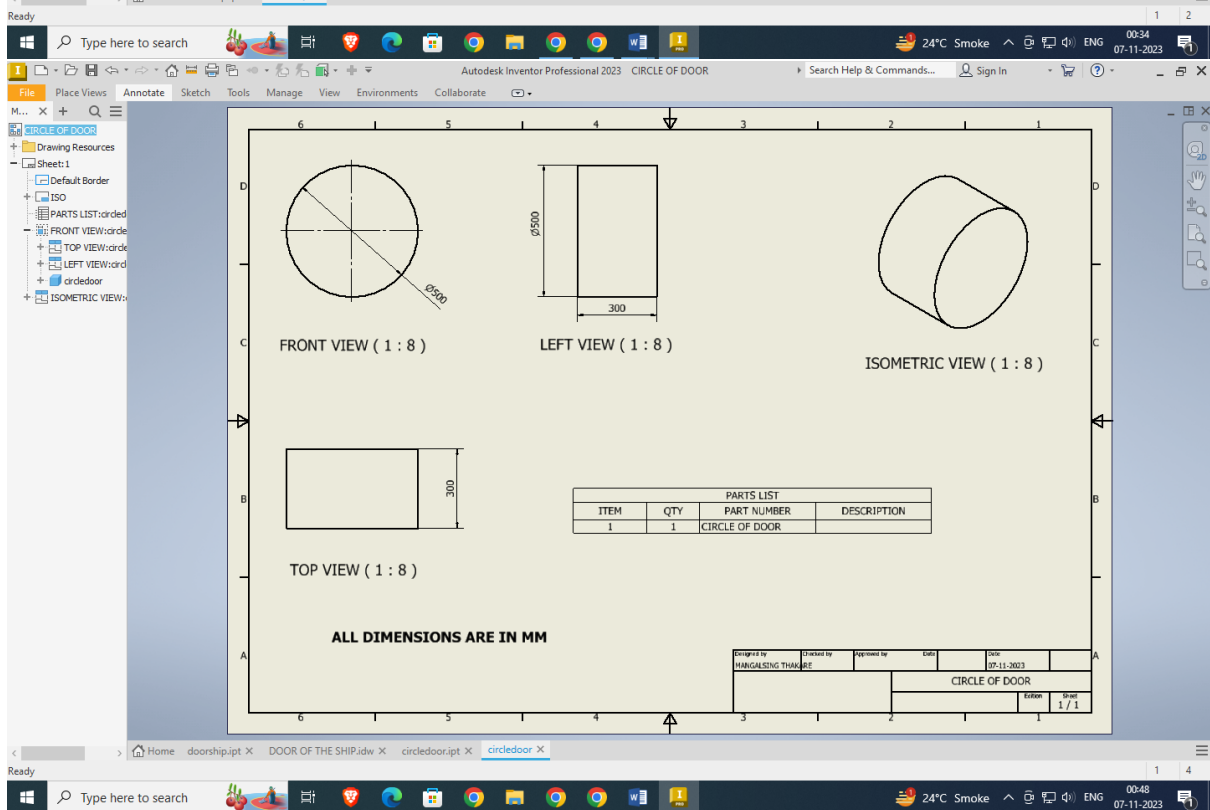 Ready
1 2
Type here to search
24°C Smoke
ENG
00:34
07-11-2023
Autodesk Inventor Professional 2023 CIRCLE OF DOOR
Search Help & Commands...
Sign In
File Place Views Annotate Sketch Tools Manage View Environments Collaborate
M...
CIRCLE OF DOOR
Drawing Resources
Sheet:1
Default Border
ISO
PARTS LIST:circled
FRONT VIEW:circle
TOP VIEW:circle
LEFT VIEW:circl
circledoor
ISOMETRIC VIEW:
6 5 4 3 2 1
D D
Ø500
Ø500
300
C C
FRONT VIEW ( 1 : 8 )
LEFT VIEW ( 1 : 8 )
ISOMETRIC VIEW ( 1 : 8 )
300
B B
PARTS LIST
ITEM QTY PART NUMBER DESCRIPTION
1 1 CIRCLE OF DOOR
TOP VIEW ( 1 : 8 )
ALL DIMENSIONS ARE IN MM
A A
Designed by Checked by Approved by Date Date
MANGALSING THAKARE 07-11-2023
CIRCLE OF DOOR
Edition Sheet
1 / 1
6 5 4 3 2 1
Home doorship.ipt DOOR OF THE SHIP.idw circledoor.ipt circledoor
Ready
1 4
Type here to search
24°C Smoke
ENG
00:48
07-11-2023